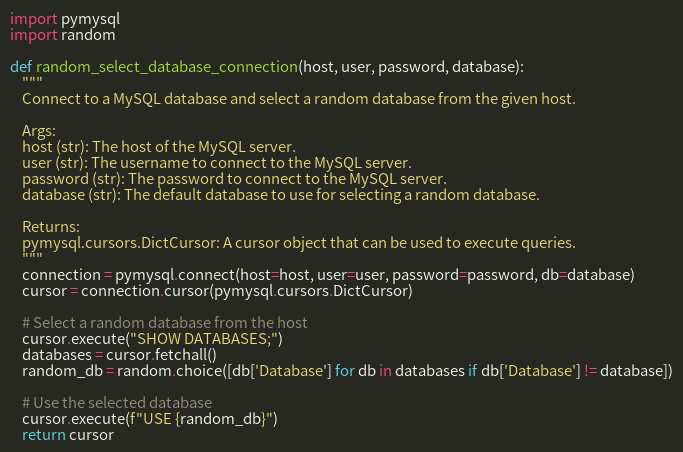 import pymysql
import random
def random_select_database_connection(host, user, password, database):
"""
Connect to a MySQL database and select a random database from the given host.
Args:
host (str): The host of the MySQL server.
user (str): The username to connect to the MySQL server.
password (str): The password to connect to the MySQL server.
database (str): The default database to use for selecting a random database.
Returns:
pymysql.cursors.DictCursor: A cursor object that can be used to execute queries.
"""
connection = pymysql.connect(host=host, user=user, password=password, db=database)
cursor = connection.cursor(pymysql.cursors.DictCursor)
# Select a random database from the host
cursor.execute("SHOW DATABASES;")
databases = cursor.fetchall()
random_db = random.choice([db['Database'] for db in databases if db['Database'] != database])
# Use the selected database
cursor.execute(f"USE {random_db}")
return cursor